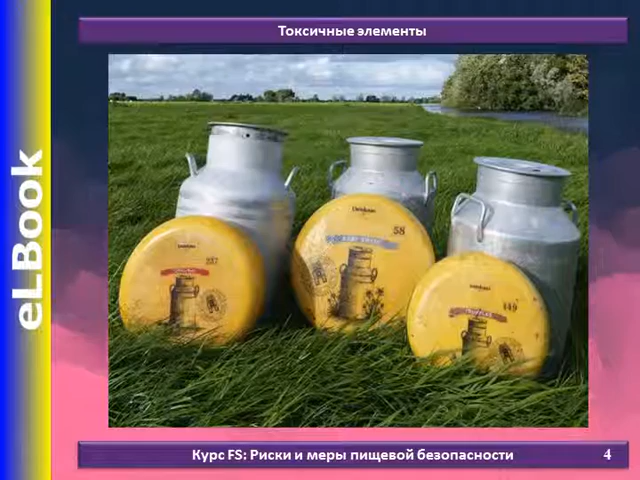 Токсичные элементы
eLBook
58
Курс FS: Риски и меры пищевой безопасности
4